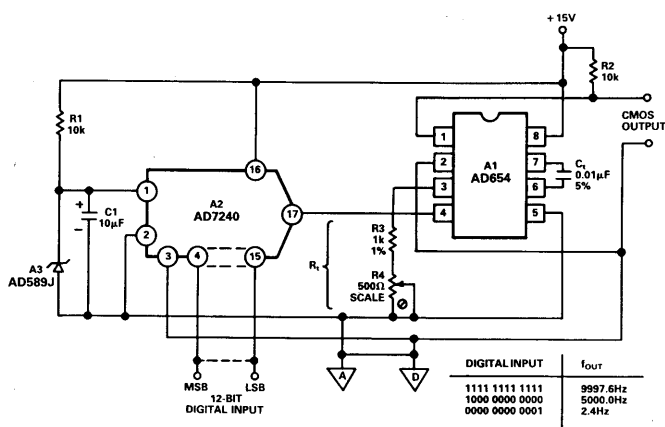 + 15V
R2
10k
R1
10k
CMOS
OUTPUT
1
8
2
7
A1
AD654
3
6
4
5
Ct
0.01µF
5%
16
1
A2
AD7240
17
2
3
4
15
+
C1
10µF
–
R3
1k
1%
A3
AD589J
Rt
R4
500Ω
SCALE
A
D
MSB
LSB
12-BIT
DIGITAL INPUT
DIGITAL INPUT fOUT
1111 1111 1111 9997.6Hz
1000 0000 0000 5000.0Hz
0000 0000 0001 2.4Hz